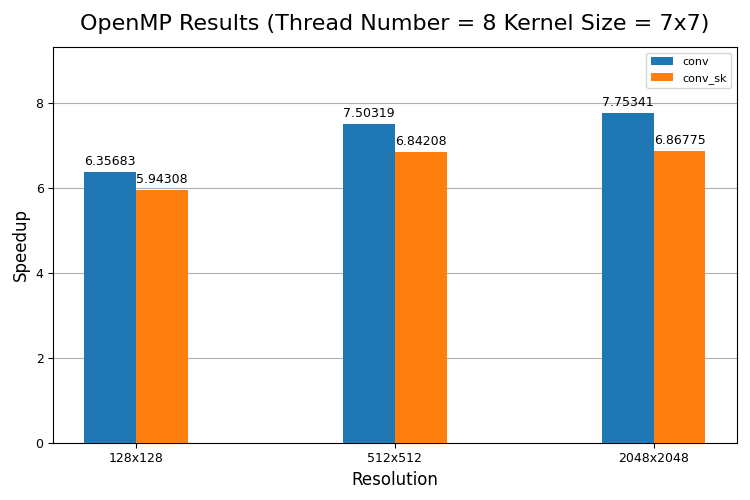 OpenMP Results (Thread Number = 8 Kernel Size = 7x7)
conv
conv_sk
8
6
4
2
0
Speedup
6.35683
5.94308
7.50319
6.84208
7.75341
6.86775
128x128
512x512
2048x2048
Resolution